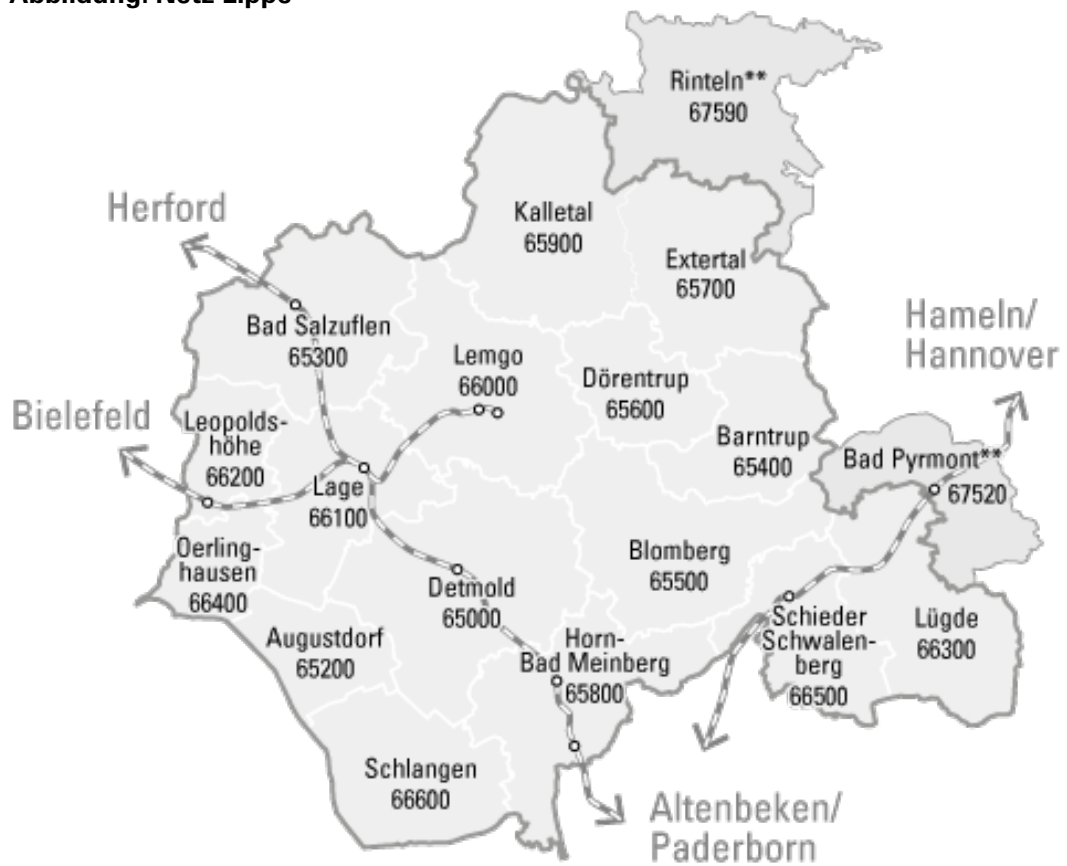 Abbildung: Netz Lippe
Rinteln**
67590
Herford
Kalletal
65900
Extertal
65700
Hameln/
Hannover
Bad Salzuflen
65300
Lemgo
66000
Dörentrup
65600
Bielefeld
Leopolds-
höhe
66200
Barntrup
65400
Bad Pyrmont**
67520
Lage
66100
Oerling-
hausen
66400
Blomberg
65500
Detmold
65000
Schieder
Schwalen-
berg
66500
Lügde
66300
Augustdorf
65200
Horn-
Bad Meinberg
65800
Schlangen
66600
Altenbeken/
Paderborn